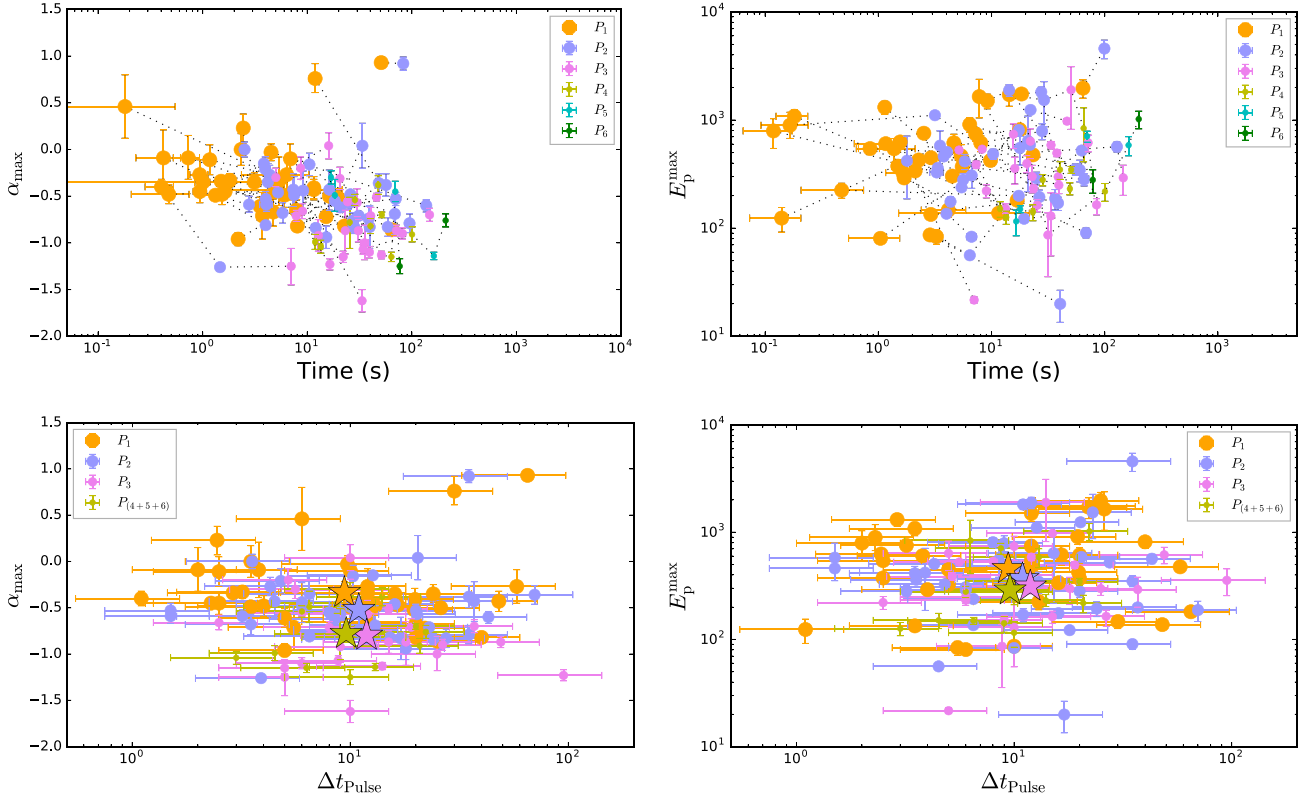 1.5
1.0
0.5
0.0
−0.5
−1.0
−1.5
−2.0
α_max
10^-1 10^0 10^1 10^2 10^3 10^4
Time (s)
P_1
P_2
P_3
P_4
P_5
P_6
10^4
10^3
10^2
10^1
E_p^max
10^-1 10^0 10^1 10^2 10^3
Time (s)
P_1
P_2
P_3
P_4
P_5
P_6
1.5
1.0
0.5
0.0
−0.5
−1.0
−1.5
−2.0
α_max
10^0 10^1 10^2
Δt_Pulse
P_1
P_2
P_3
P_(4+5+6)
10^4
10^3
10^2
10^1
E_p^max
10^0 10^1 10^2
Δt_Pulse
P_1
P_2
P_3
P_(4+5+6)